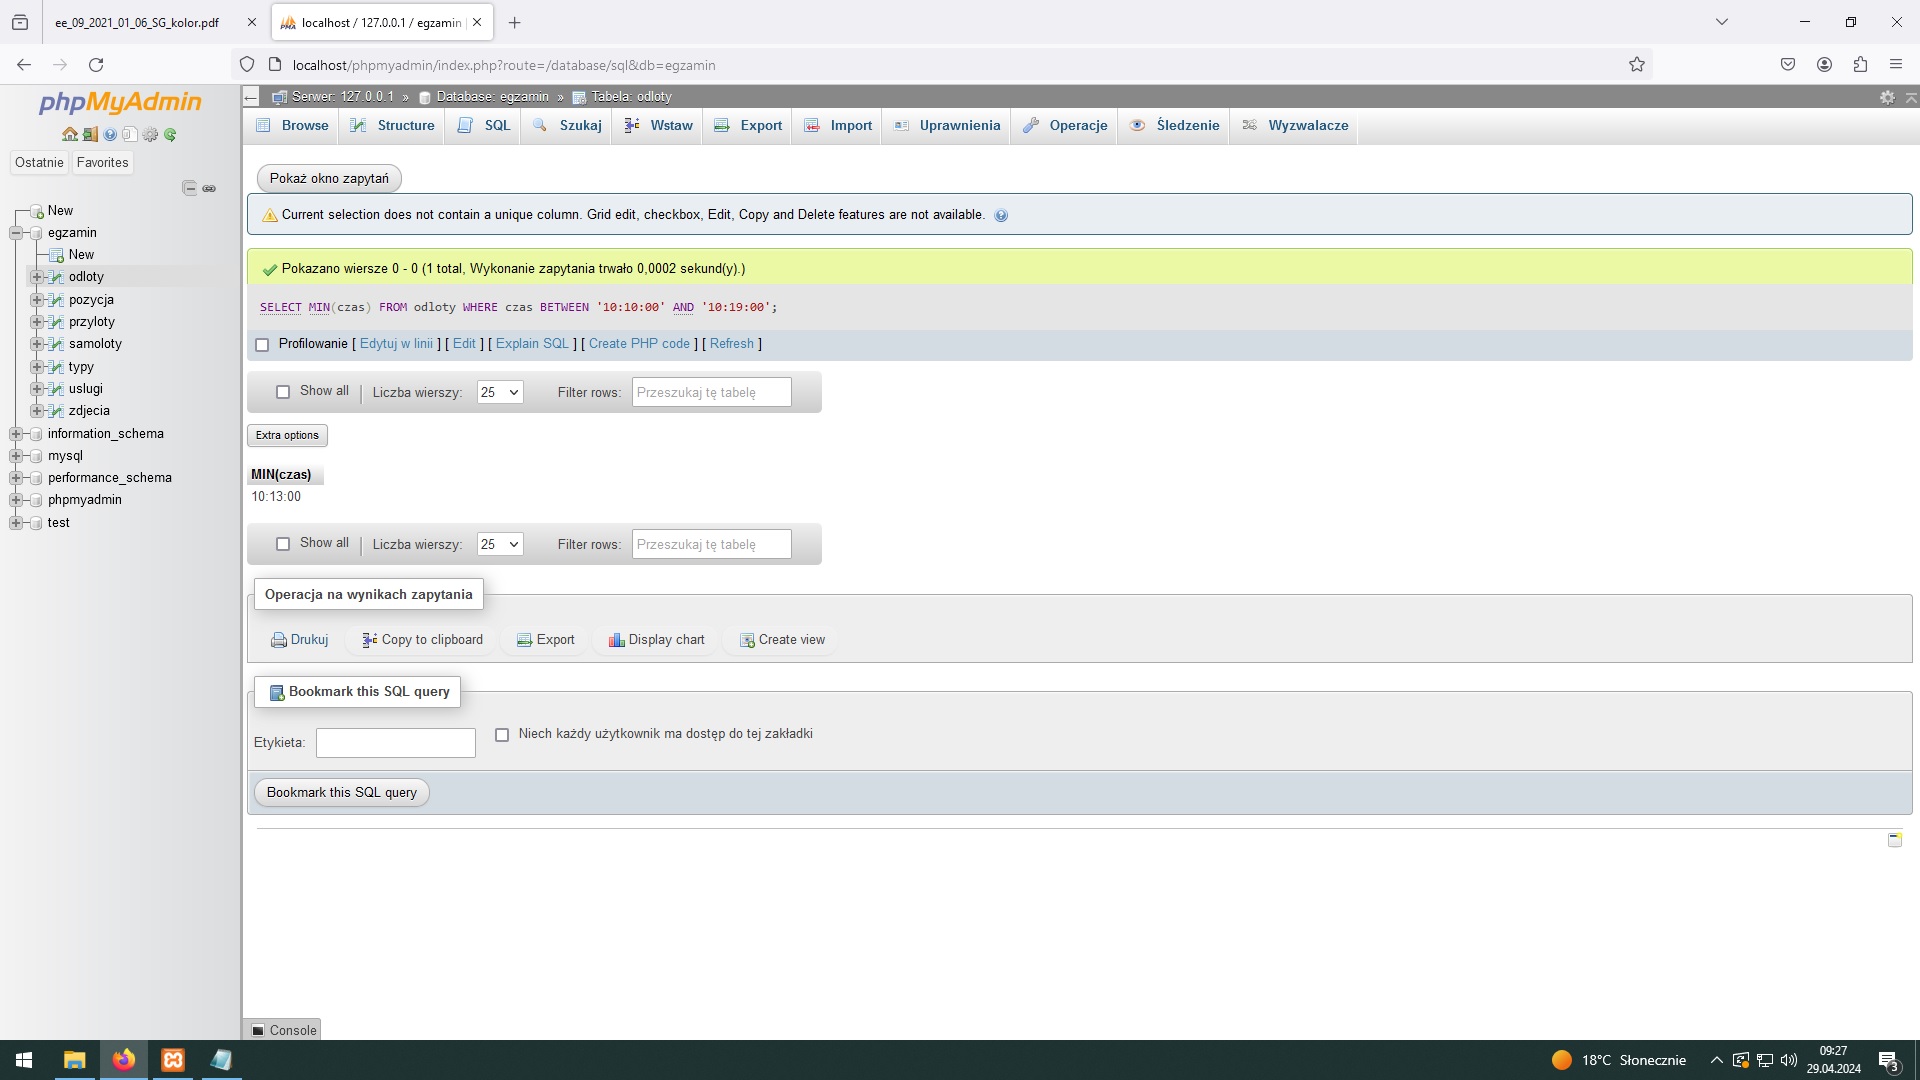 ee_09_2021_01_06_SG_kolor.pdf
localhost / 127.0.0.1 / egzamin
localhost/phpmyadmin/index.php?route=/database/sql&db=egzamin
phpMyAdmin
Ostatnie Favorites
New
egzamin
New
odloty
pozycja
przyloty
samoloty
typy
uslugi
zdjecia
information_schema
mysql
performance_schema
phpmyadmin
test
Serwer: 127.0.0.1 » Database: egzamin » Tabela: odloty
Browse Structure SQL Szukaj Wstaw Export Import Uprawnienia Operacje Śledzenie Wyzwalacze
Pokaż okno zapytań
Current selection does not contain a unique column. Grid edit, checkbox, Edit, Copy and Delete features are not available.
Pokazano wiersze 0 - 0 (1 total, Wykonanie zapytania trwało 0,0002 sekund(y).)
SELECT MIN(czas) FROM odloty WHERE czas BETWEEN '10:10:00' AND '10:19:00';
Profilowanie [ Edytuj w linii ] [ Edit ] [ Explain SQL ] [ Create PHP code ] [ Refresh ]
Show all | Liczba wierszy: 25 Filter rows: Przeszukaj tę tabelę
Extra options
MIN(czas)
10:13:00
Show all | Liczba wierszy: 25 Filter rows: Przeszukaj tę tabelę
Operacja na wynikach zapytania
Drukuj Copy to clipboard Export Display chart Create view
Bookmark this SQL query
Etykieta: Niech każdy użytkownik ma dostęp do tej zakładki
Bookmark this SQL query
Console
18°C Słonecznie
09:27
29.04.2024
3